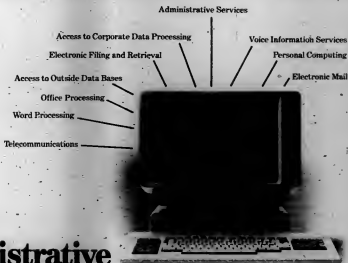 Administrative Services
Access to Corporate Data Processing
Voice Information Services
Electronic Filing and Retrieval
Personal Computing
Access to Outside Data Bases
Electronic Mail
Office Processing
Word Processing
Telecommunications
istrative